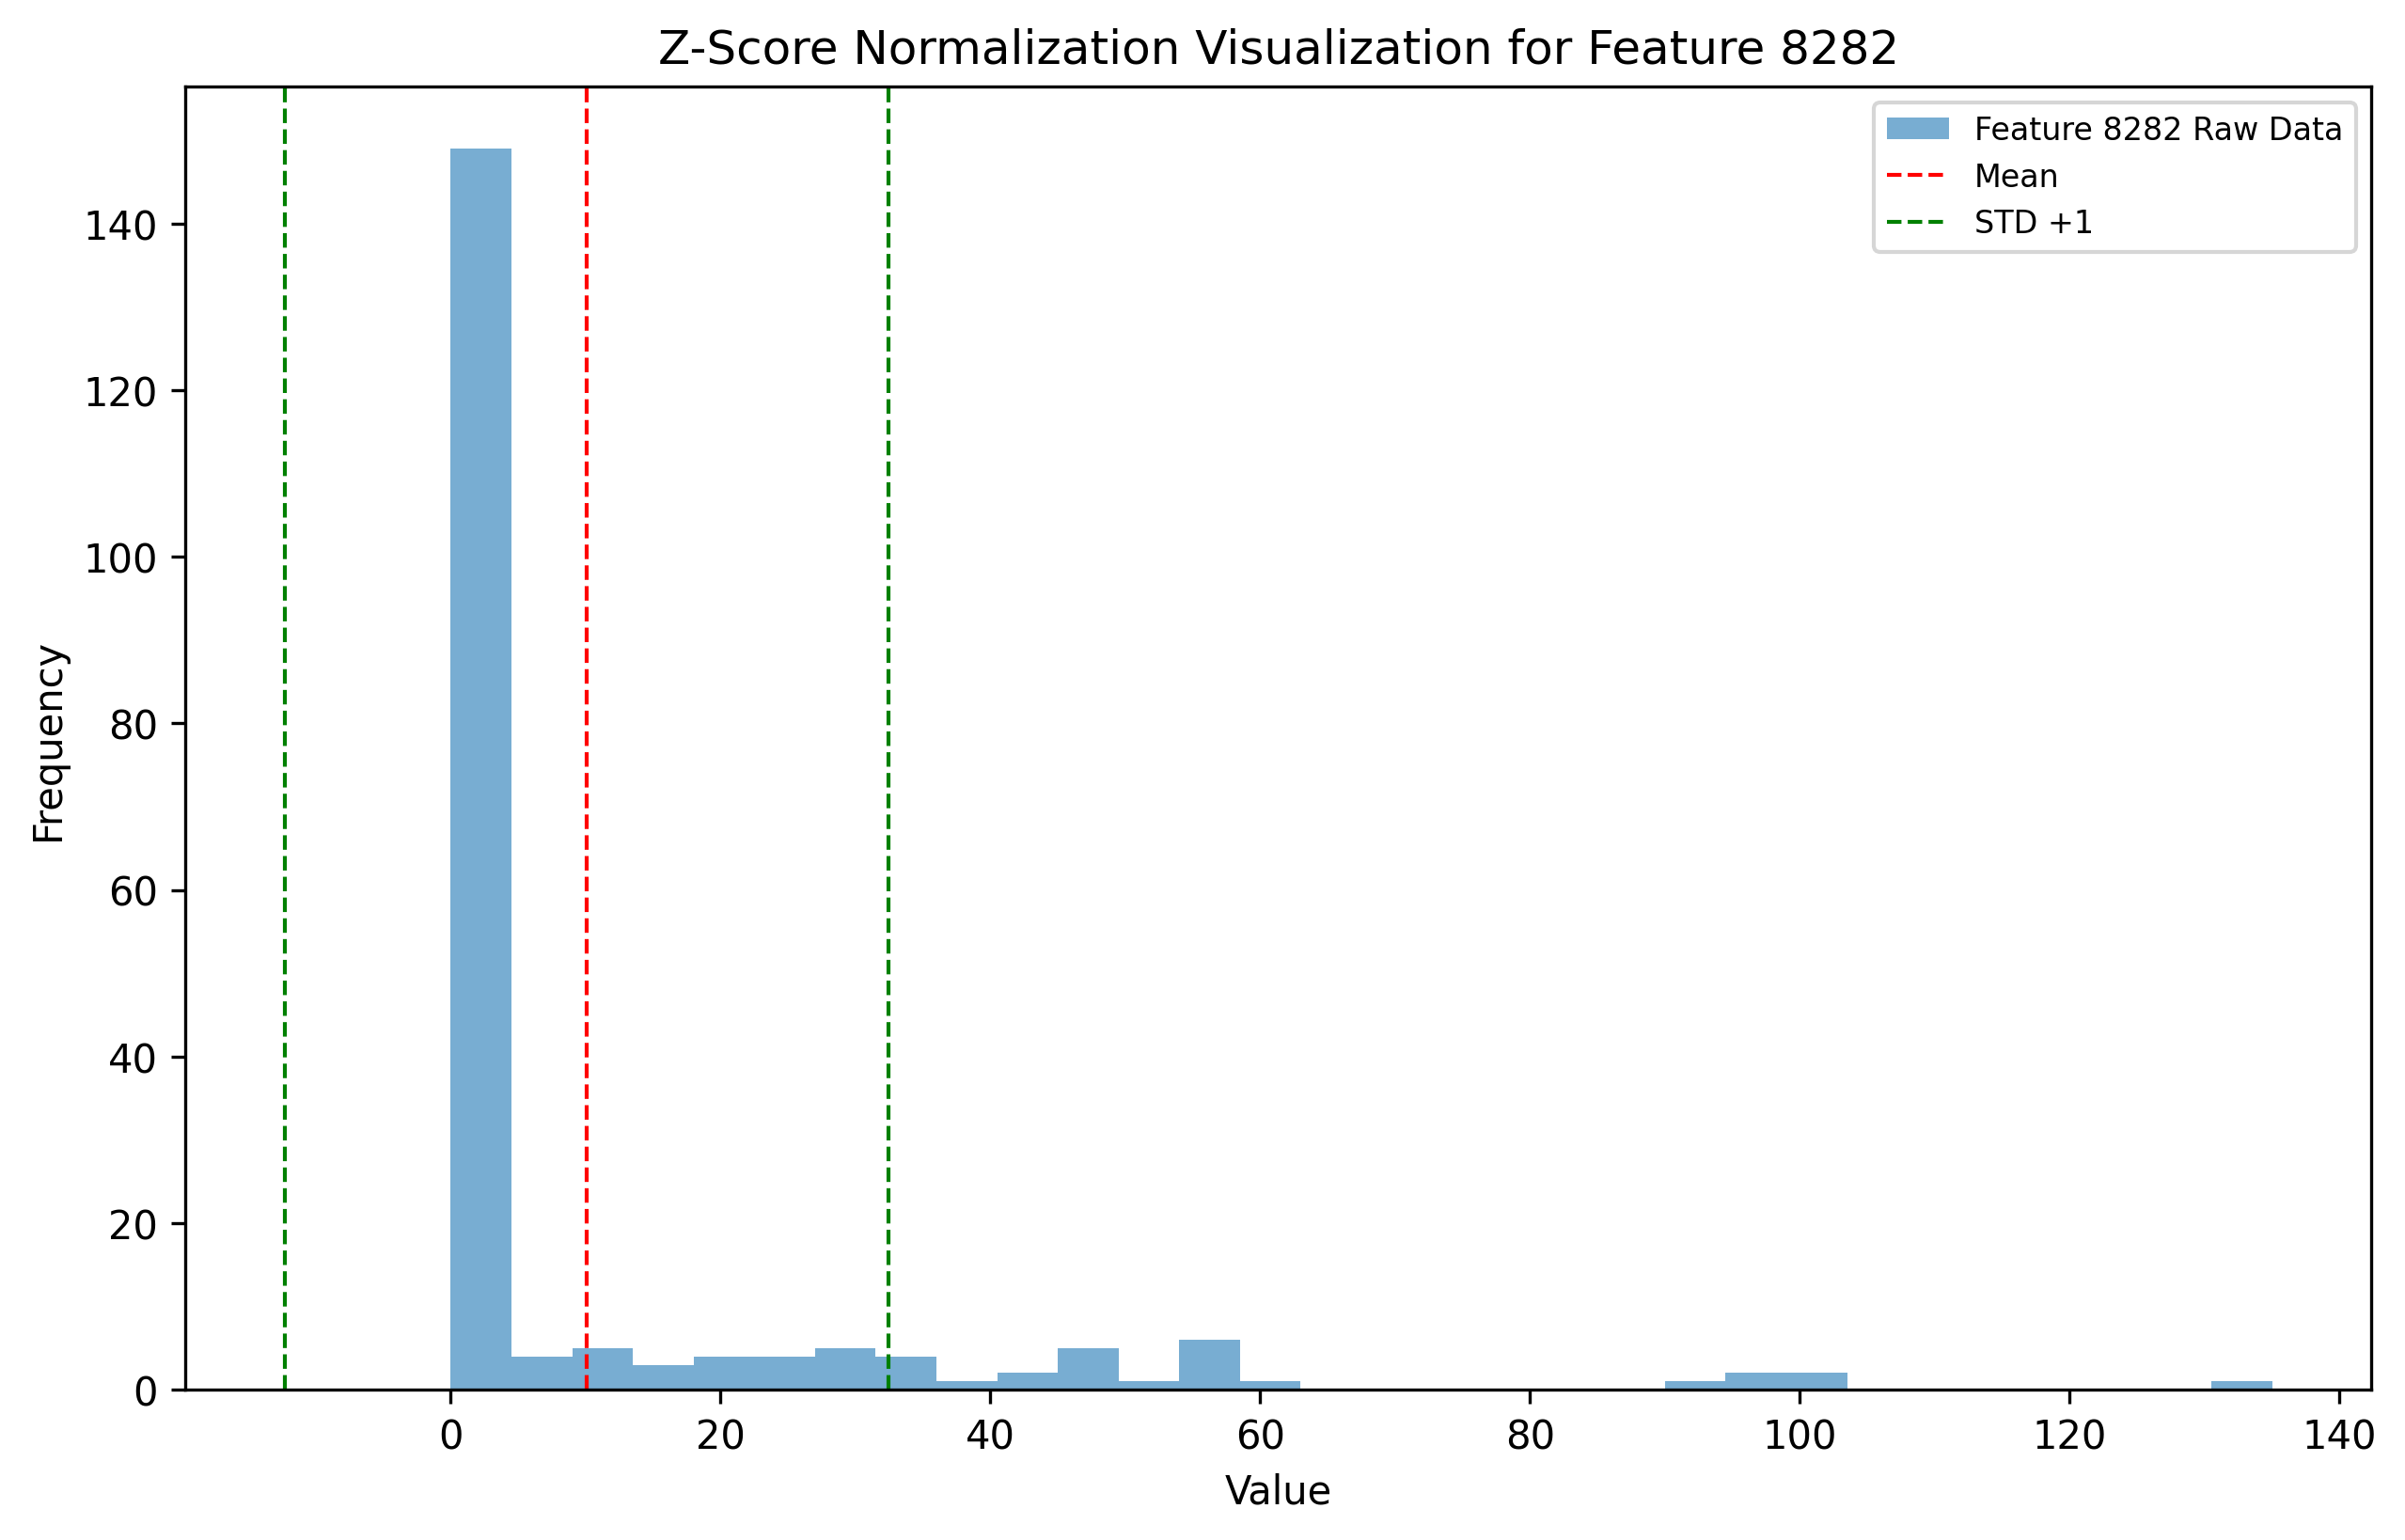 Z-Score Normalization Visualization for Feature 8282
Feature 8282 Raw Data
Mean
STD +1
140
120
100
80
60
40
20
0
Frequency
0 20 40 60 80 100 120 140
Value